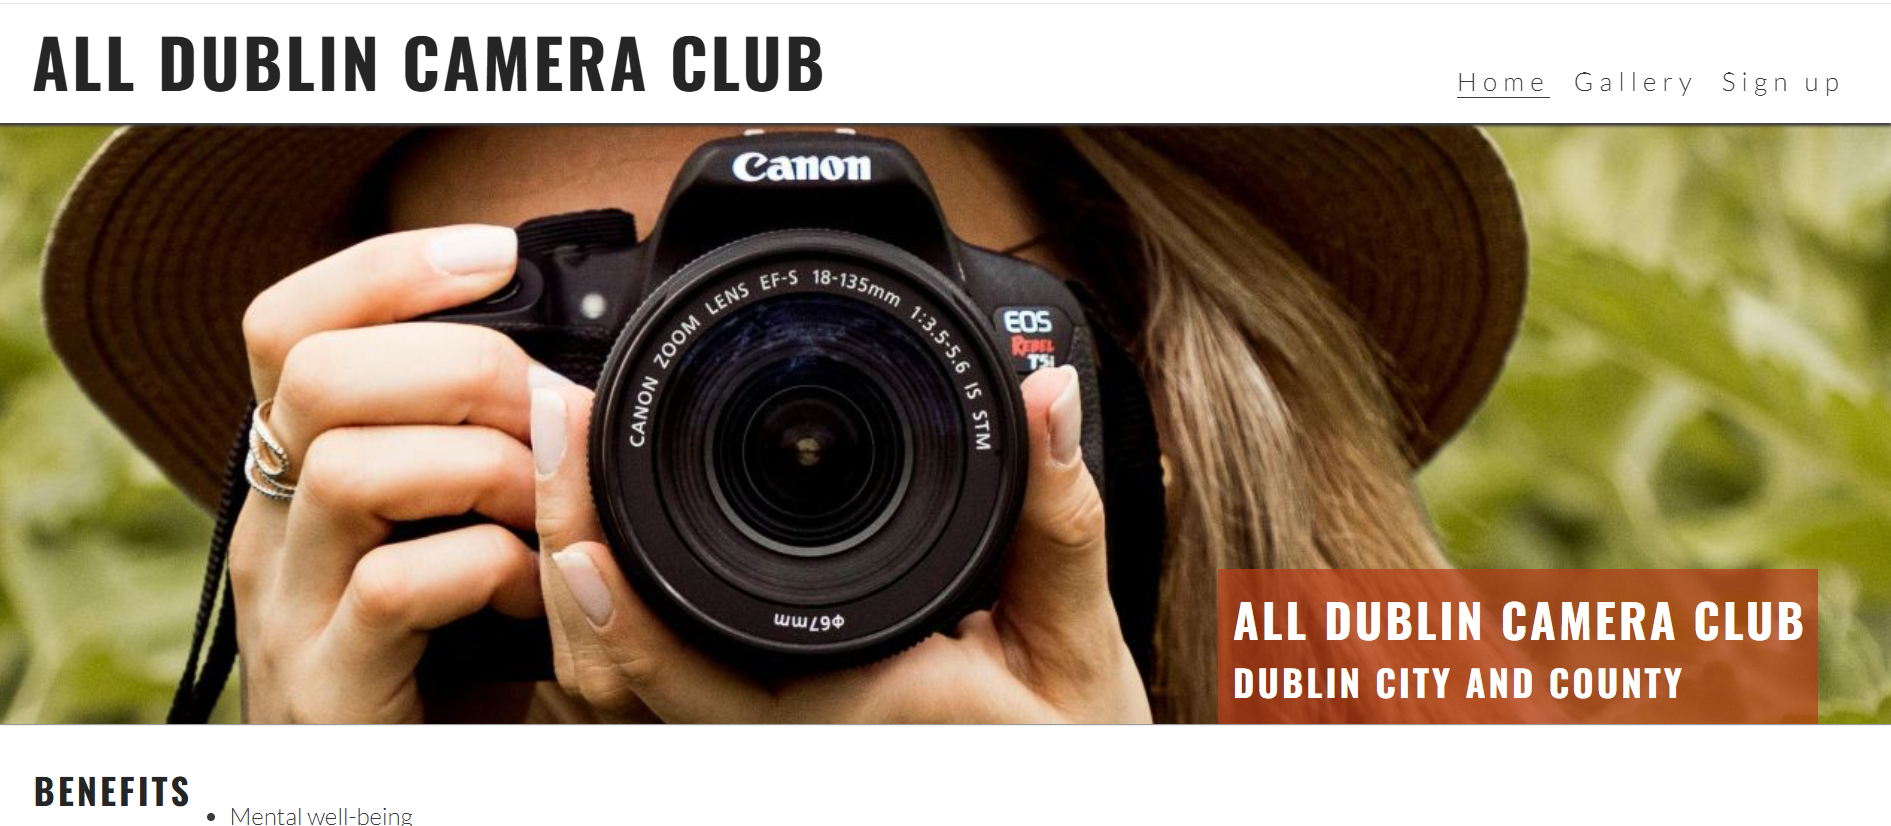 ALL DUBLIN CAMERA CLUB
Home Gallery Sign up
Canon
CANON ZOOM LENS EF-S 18-135mm 1:3.5-5.6 IS STM
EOS
REBEL
T5i
φ67mm
ALL DUBLIN CAMERA CLUB
DUBLIN CITY AND COUNTY
BENEFITS
• Mental well-being